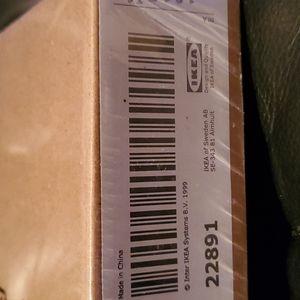 IKEA
Design and Quality
IKEA of Sweden
IKEA of Sweden AB
SE-343 81 Älmhult
Made in China
© Inter IKEA Systems B.V. 1999
22891